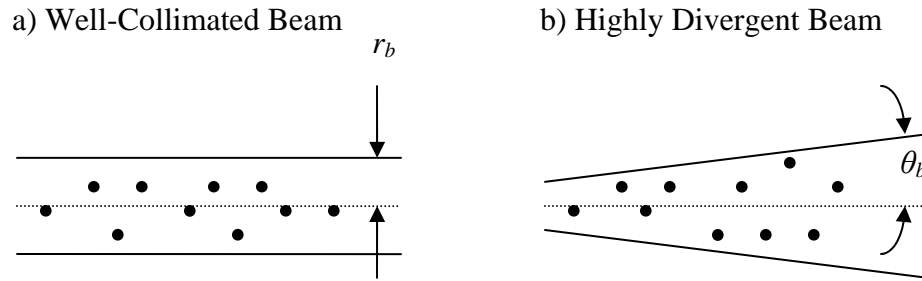 a) Well-Collimated Beam
b) Highly Divergent Beam
r_b
θ_b